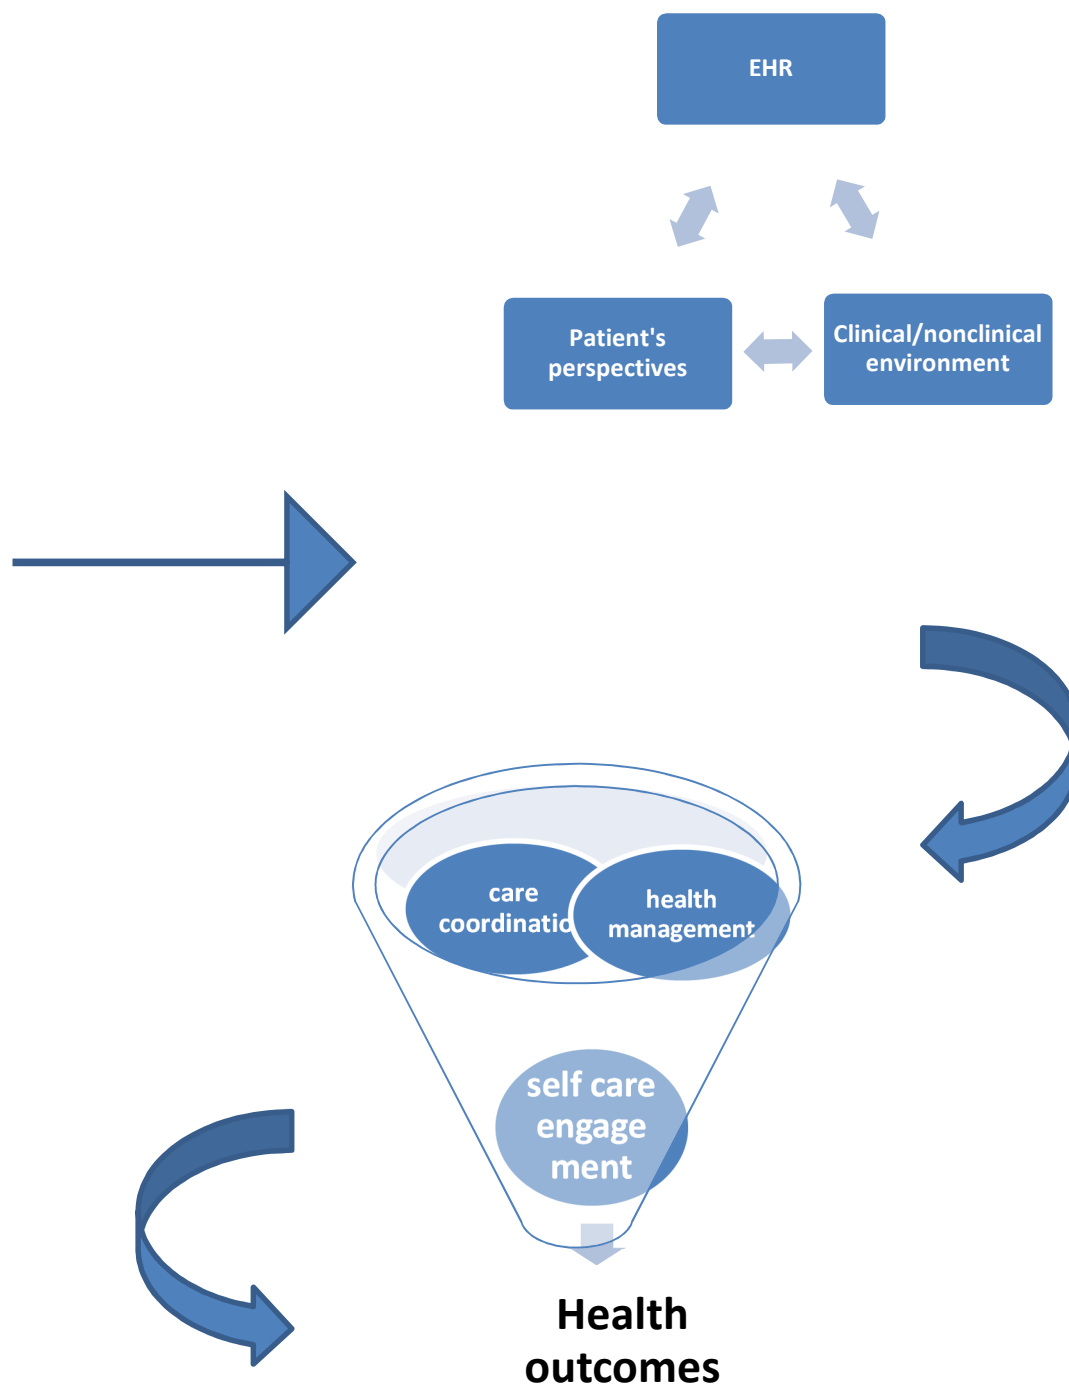 EHR
Patient's
perspectives
Clinical/nonclinical
environment
care
coordinatio
health
management
self care
engage
ment
Health
outcomes